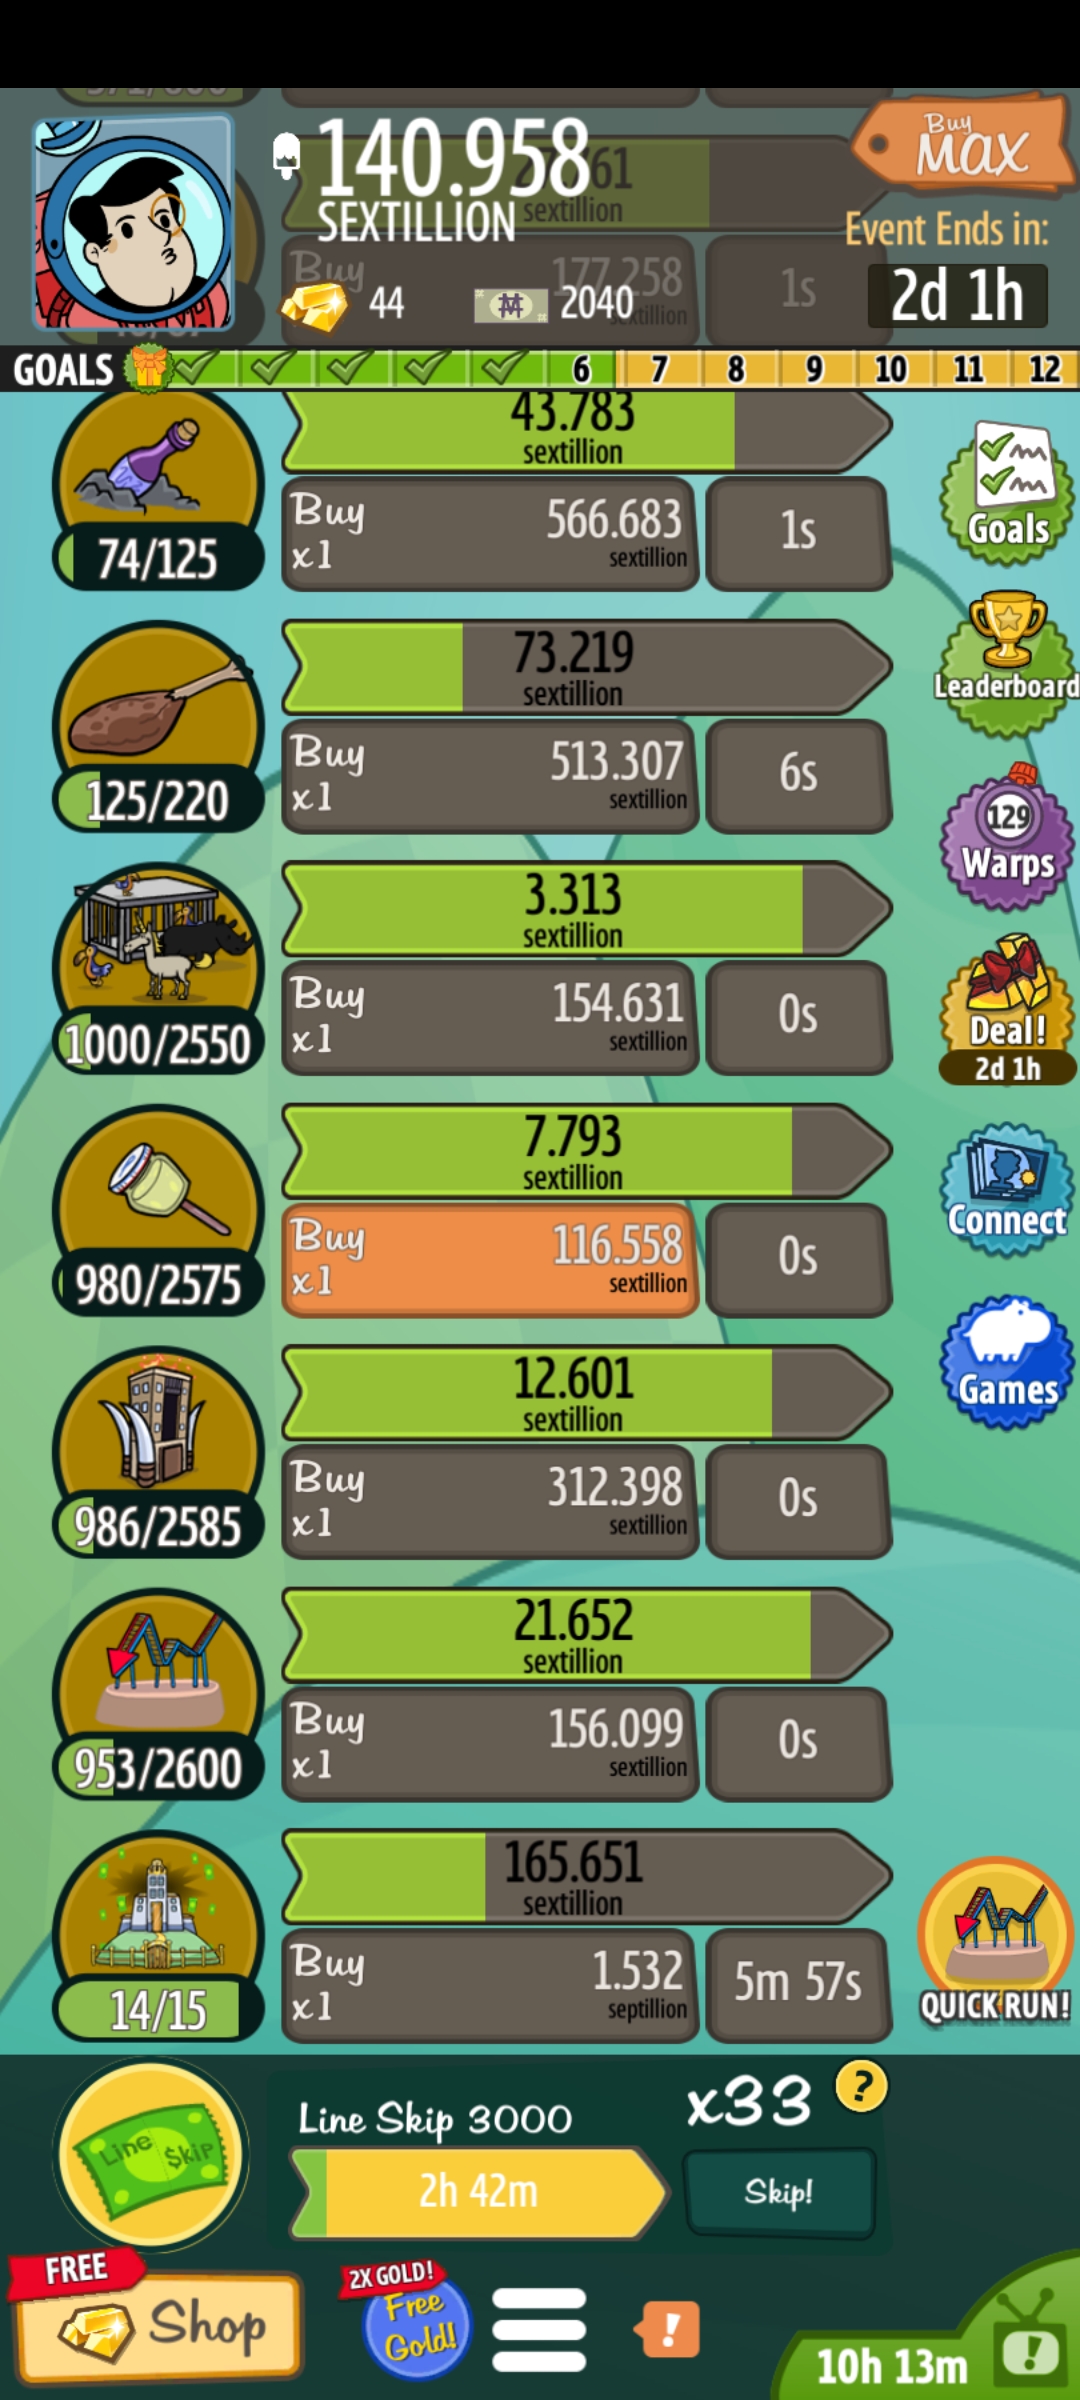 140.958
SEXTILLION
44
2040
Buy
MAX
Event Ends in:
2d 1h
sextillion
Buy
177.258
1s
GOALS
6
7
8
9
10
11
12
43.783
sextillion
Buy
x1
566.683
sextillion
1s
74/125
Goals
73.219
sextillion
Buy
x1
513.307
sextillion
6s
125/220
Leaderboard
129
Warps
3.313
sextillion
Buy
x1
154.631
sextillion
0s
1000/2550
Deal!
2d 1h
7.793
sextillion
Buy
x1
116.558
sextillion
0s
980/2575
Connect
Games
12.601
sextillion
Buy
x1
312.398
sextillion
0s
986/2585
21.652
sextillion
Buy
x1
156.099
sextillion
0s
953/2600
165.651
sextillion
Buy
x1
1.532
septillion
5m 57s
14/15
QUICK RUN!
Line $kip
Line Skip 3000
2h 42m
x33
?
Skip!
FREE
Shop
2X GOLD!
Free
Gold!
!
10h 13m
!